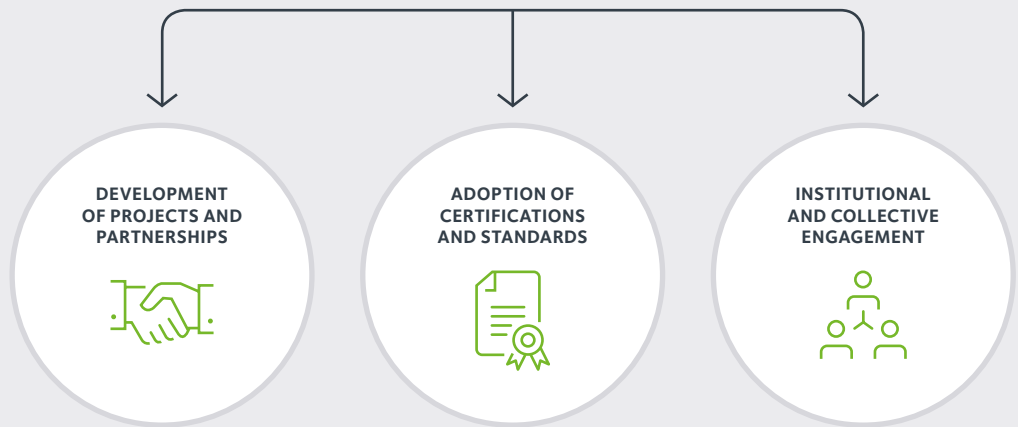 DEVELOPMENT
OF PROJECTS AND
PARTNERSHIPS
ADOPTION OF
CERTIFICATIONS
AND STANDARDS
INSTITUTIONAL
AND COLLECTIVE
ENGAGEMENT